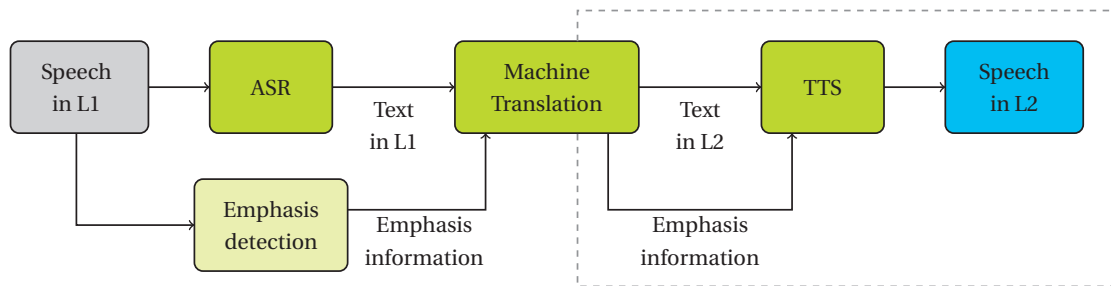 Speech
in L1
ASR
Text
in L1
Machine
Translation
Text
in L2
TTS
Speech
in L2
Emphasis
detection
Emphasis
information
Emphasis
information